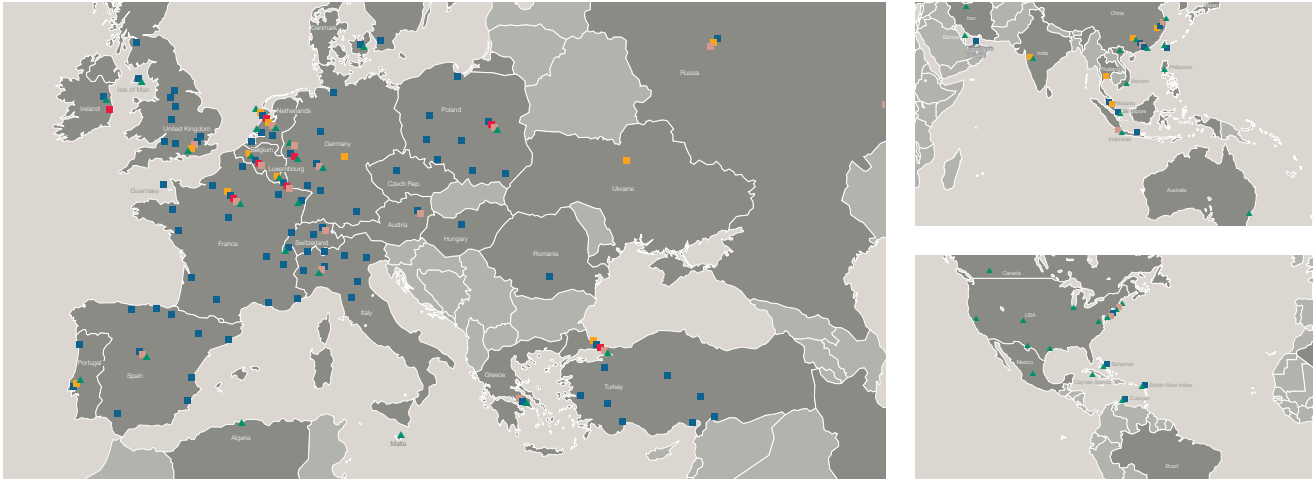 Denmark
Ireland
Isle of Man
United Kingdom
Netherlands
Belgium
Luxembourg
Germany
Poland
Russia
Guernsey
Czech Rep.
Ukraine
France
Austria
Switzerland
Hungary
Romania
Italy
Portugal
Spain
Greece
Turkey
Algeria
Malta
China
Iran
India
Philippines
Vietnam
Malaysia
Singapore
Indonesia
Australia
Canada
USA
Mexico
Bahamas
Cayman Islands
British West Indies
Curaçao
Brazil